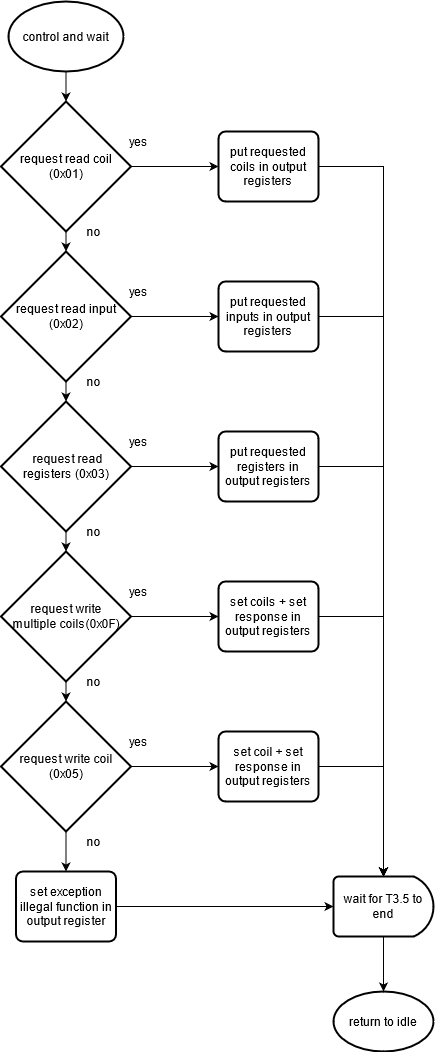 control and wait
yes
request read coil
(0x01)
put requested
coils in output
registers
no
yes
request read input
(0x02)
put requested
inputs in output
registers
no
yes
request read
registers (0x03)
put requested
registers in
output registers
no
yes
request write
multiple coils(0x0F)
set coils + set
response in
output registers
no
yes
request write coil
(0x05)
set coil + set
response in
output registers
no
set exception
illegal function in
output register
wait for T3.5 to
end
return to idle